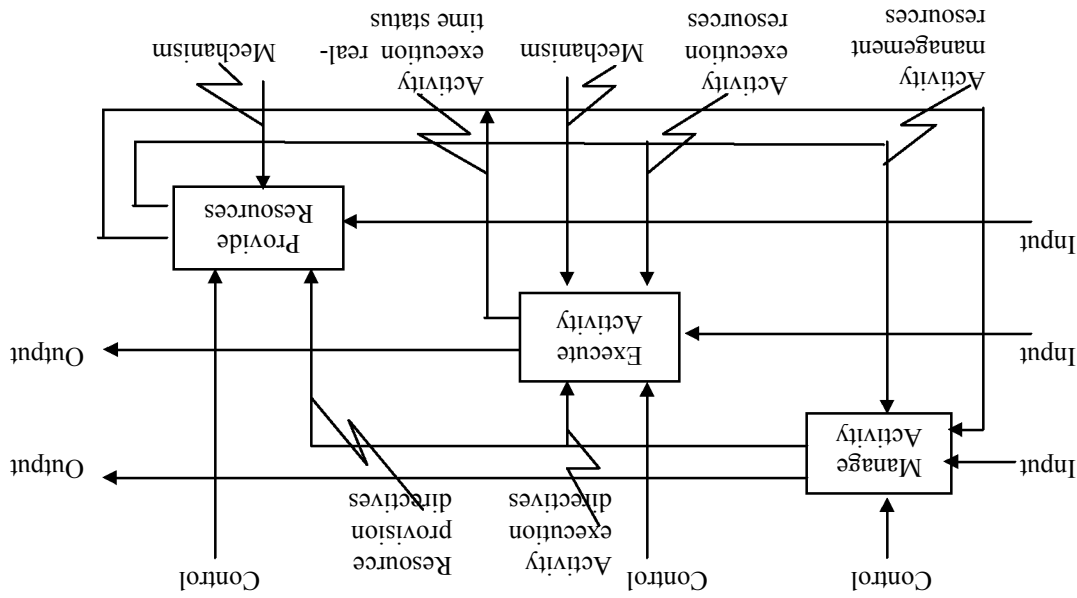 Control
Control
Control
Activity
execution
directives
Resource
provision
directives
Input
Manage
Activity
Output
Input
Execute
Activity
Output
Input
Provide
Resources
Activity
management
resources
Activity
execution
resources
Mechanism
Activity
execution real-
time status
Mechanism